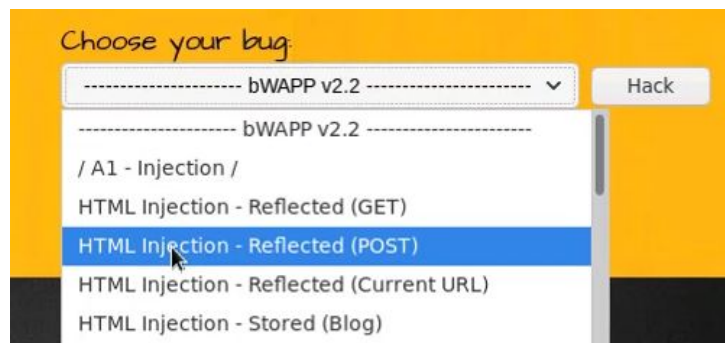 Choose your bug:
---------------------- bWAPP v2.2 -----------------------
Hack
---------------------- bWAPP v2.2 -----------------------
/ A1 - Injection /
HTML Injection - Reflected (GET)
HTML Injection - Reflected (POST)
HTML Injection - Reflected (Current URL)
HTML Injection - Stored (Blog)